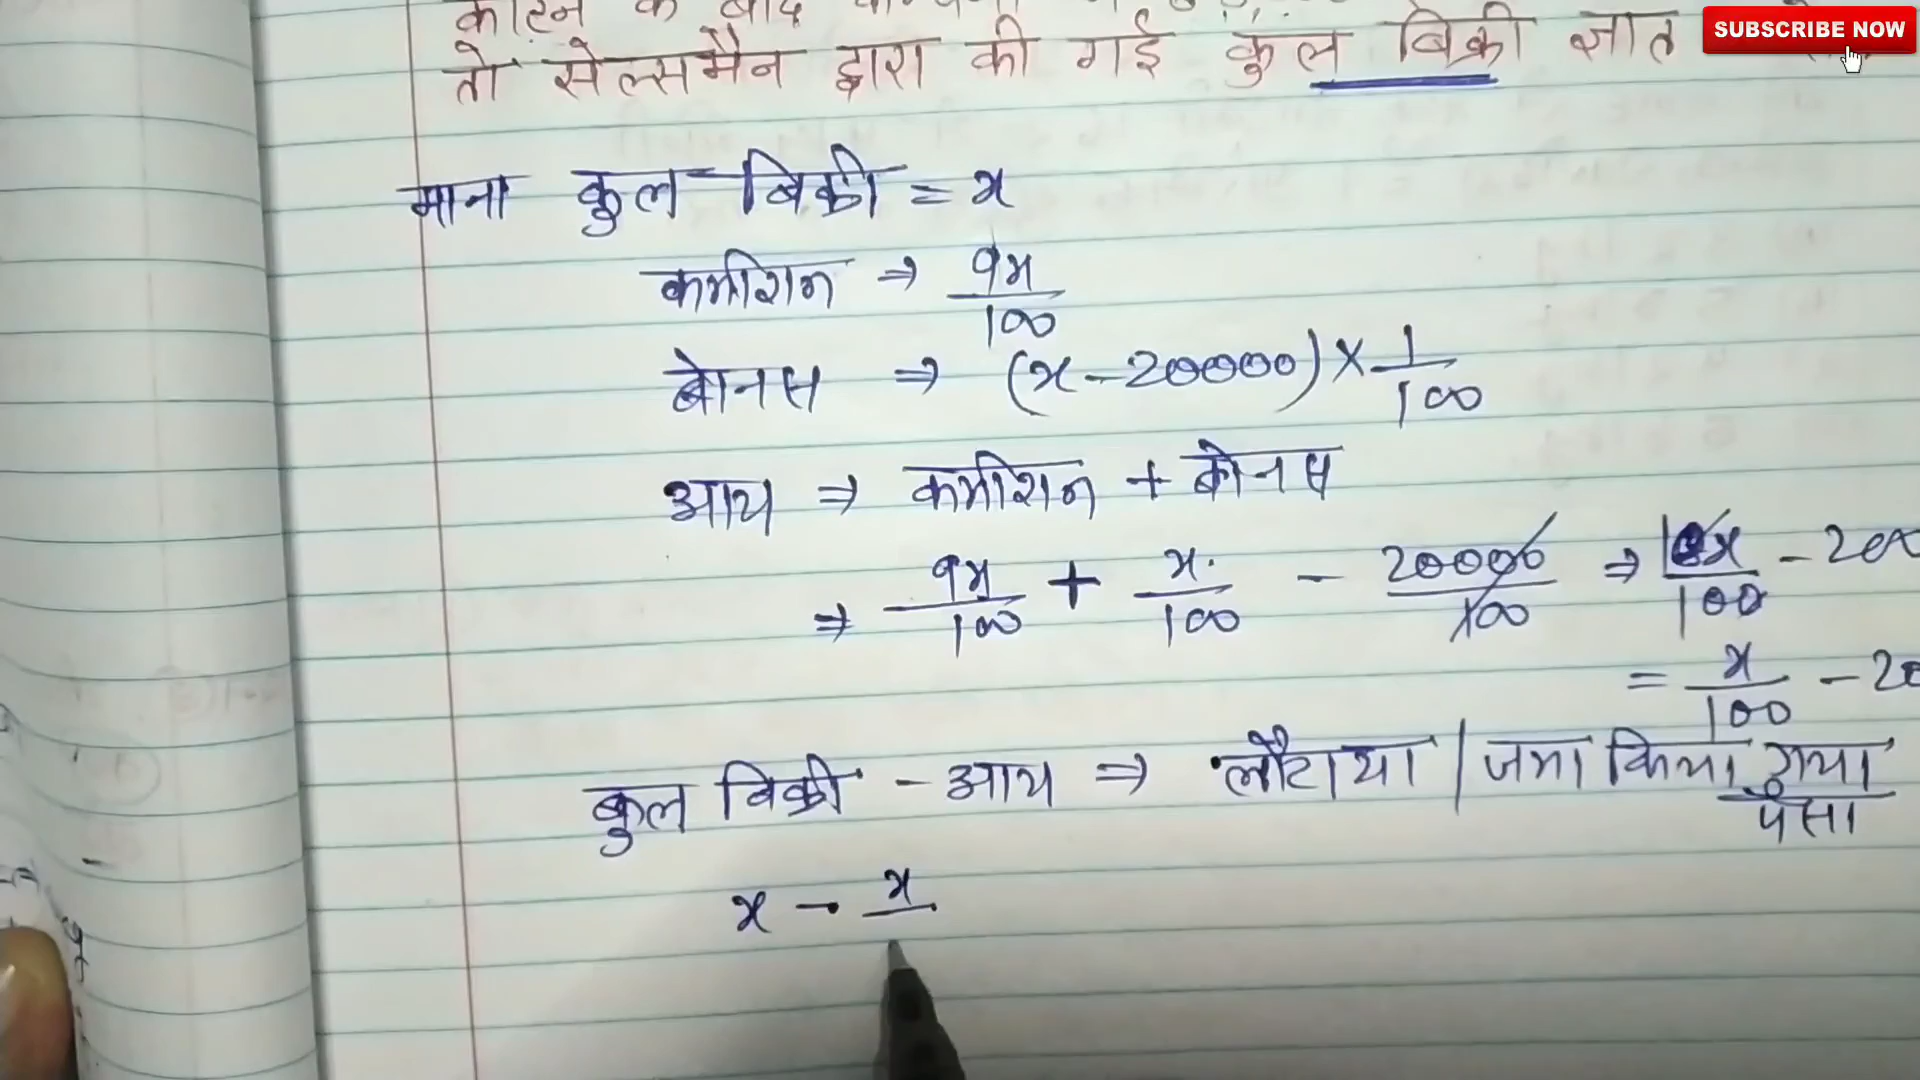 SUBSCRIBE NOW
के बाद
तो सेल्समैन द्वारा की गई कुल बिक्री ज्ञात
माना कुल बिक्री = x
कमीशन ⇒ 9x/100
बोनस ⇒ (x - 20000) × 1/100
आय ⇒ कमीशन + बोनस
⇒ 9x/100 + x/100 - 20000/100 ⇒ 10x/100 - 200
= x/100 - 20
कुल बिक्री - आय ⇒ लौटाया / जमा किया गया
पैसा
x - x